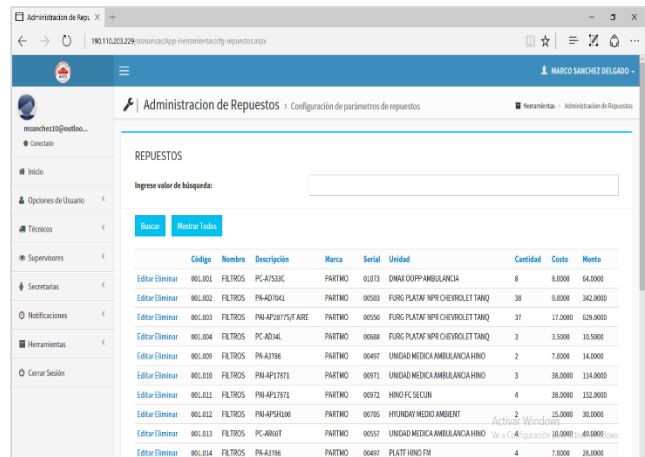 Administracion de Repu
190.110.203.229/sismancar/App-Herramientas/cfg-repuestos.aspx
MARCO SANCHEZ DELGADO
Administracion de Repuestos > Configuración de parámetros de repuestos
Herramientas - Administracion de Repuestos
msanchez10@outloo...
Conectado
Inicio
Opciones de Usuario
Técnicos
Supervisores
Secretarias
Notificaciones
Herramientas
Cerrar Sesión
REPUESTOS
Ingrese valor de búsqueda:
Buscar Mostrar Todos
Código Nombre Descripción Marca Serial Unidad Cantidad Costo Monto
Editar Eliminar 001.001 FILTROS PC-A7533C PARTMO 01073 DMAX OOPP AMBULANCIA 8 8.0000 64.0000
Editar Eliminar 001.002 FILTROS PA-AD7041 PARTMO 00503 FURG PLATAF NPR CHEVROLET TANQ 38 9.0000 342.0000
Editar Eliminar 001.003 FILTROS PAI-AP28775/F AIRE PARTMO 00550 FURG PLATAF NPR CHEVROLET TANQ 37 17.0000 629.0000
Editar Eliminar 001.004 FILTROS PC-AD34L PARTMO 00688 FURG PLATAF NPR CHEVROLET TANQ 3 3.5000 10.5000
Editar Eliminar 001.009 FILTROS PA-A3786 PARTMO 00497 UNIDAD MEDICA AMBULANCIA HINO 2 7.0000 14.0000
Editar Eliminar 001.010 FILTROS PAI-AP17871 PARTMO 00971 UNIDAD MEDICA AMBULANCIA HINO 3 38.0000 114.0000
Editar Eliminar 001.011 FILTROS PAI-AP17871 PARTMO 00972 HINO FC SECUN 4 38.0000 152.0000
Editar Eliminar 001.012 FILTROS PAI-APSH100 PARTMO 00705 HYUNDAY MEDIO AMBIENT 2 15.0000 30.0000
Editar Eliminar 001.013 FILTROS PC-AR60T PARTMO 00557 UNIDAD MEDICA AMBULANCIA HINO 4 10.0000 40.0000
Editar Eliminar 001.014 FILTROS PA-A3786 PARTMO 00497 PLATF HINO FM 4 7.0000 28.0000
Activar Windows